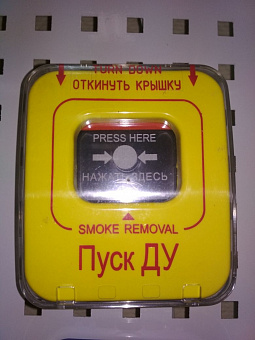 TURN DOWN
ОТКИНУТЬ КРЫШКУ
PRESS HERE
НАЖАТЬ ЗДЕСЬ
SMOKE REMOVAL
Пуск ДУ